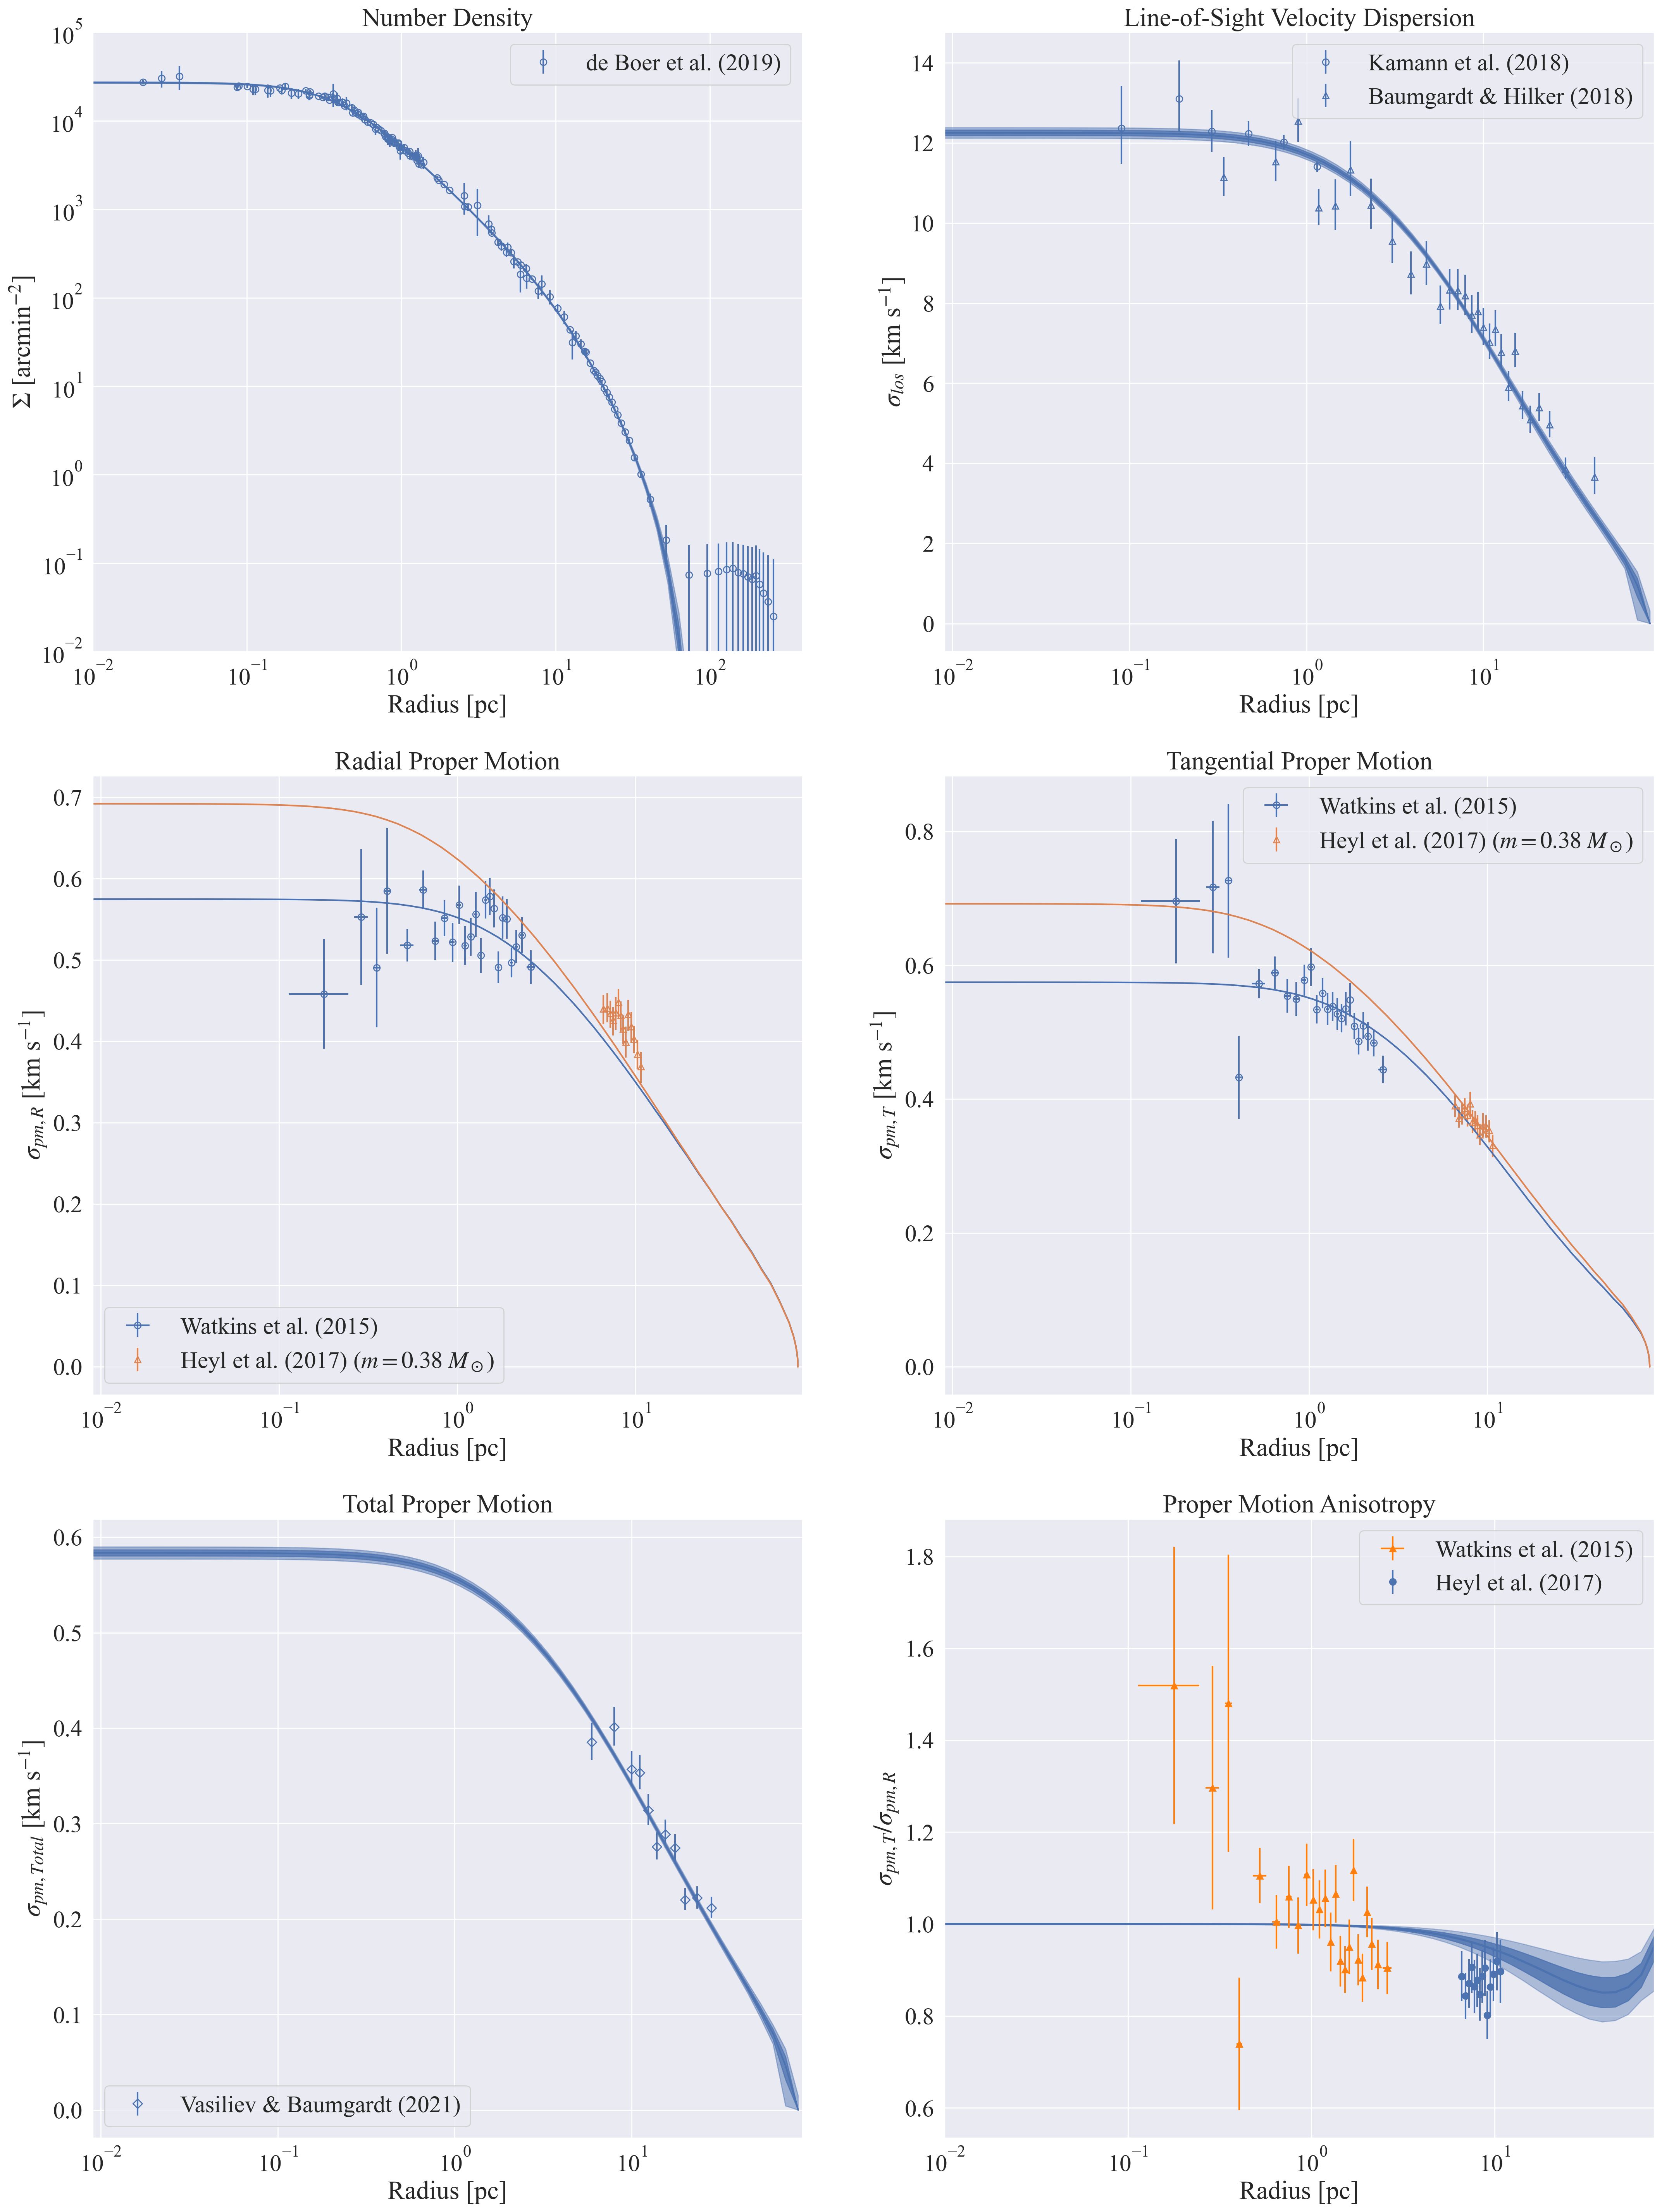 Number Density
10^5
10^4
10^3
10^2
10^1
10^0
10^−1
10^−2
Σ [arcmin^−2]
de Boer et al. (2019)
10^−2 10^−1 10^0 10^1 10^2
Radius [pc]
Line-of-Sight Velocity Dispersion
14
12
10
8
6
4
2
0
σ_los [km s^−1]
Kamann et al. (2018)
Baumgardt & Hilker (2018)
10^−2 10^−1 10^0 10^1
Radius [pc]
Radial Proper Motion
0.7
0.6
0.5
0.4
0.3
0.2
0.1
0.0
σ_pm,R [km s^−1]
Watkins et al. (2015)
Heyl et al. (2017) (m = 0.38 M_⊙)
10^−2 10^−1 10^0 10^1
Radius [pc]
Tangential Proper Motion
0.8
0.6
0.4
0.2
0.0
σ_pm,T [km s^−1]
Watkins et al. (2015)
Heyl et al. (2017) (m = 0.38 M_⊙)
10^−2 10^−1 10^0 10^1
Radius [pc]
Total Proper Motion
0.6
0.5
0.4
0.3
0.2
0.1
0.0
σ_pm,Total [km s^−1]
Vasiliev & Baumgardt (2021)
10^−2 10^−1 10^0 10^1
Radius [pc]
Proper Motion Anisotropy
1.8
1.6
1.4
1.2
1.0
0.8
0.6
σ_pm,T/σ_pm,R
Watkins et al. (2015)
Heyl et al. (2017)
10^−2 10^−1 10^0 10^1
Radius [pc]